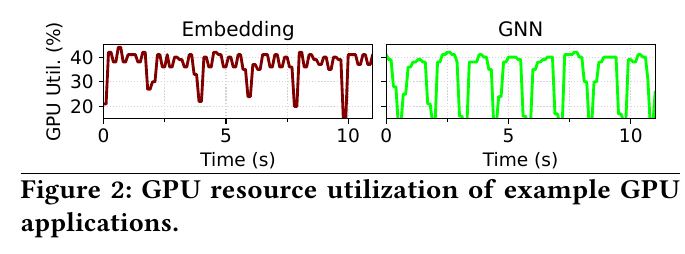 Embedding GNN
GPU Util. (%)
40
30
20
0 5 10 0 5 10
Time (s) Time (s)
Figure 2: GPU resource utilization of example GPU
applications.